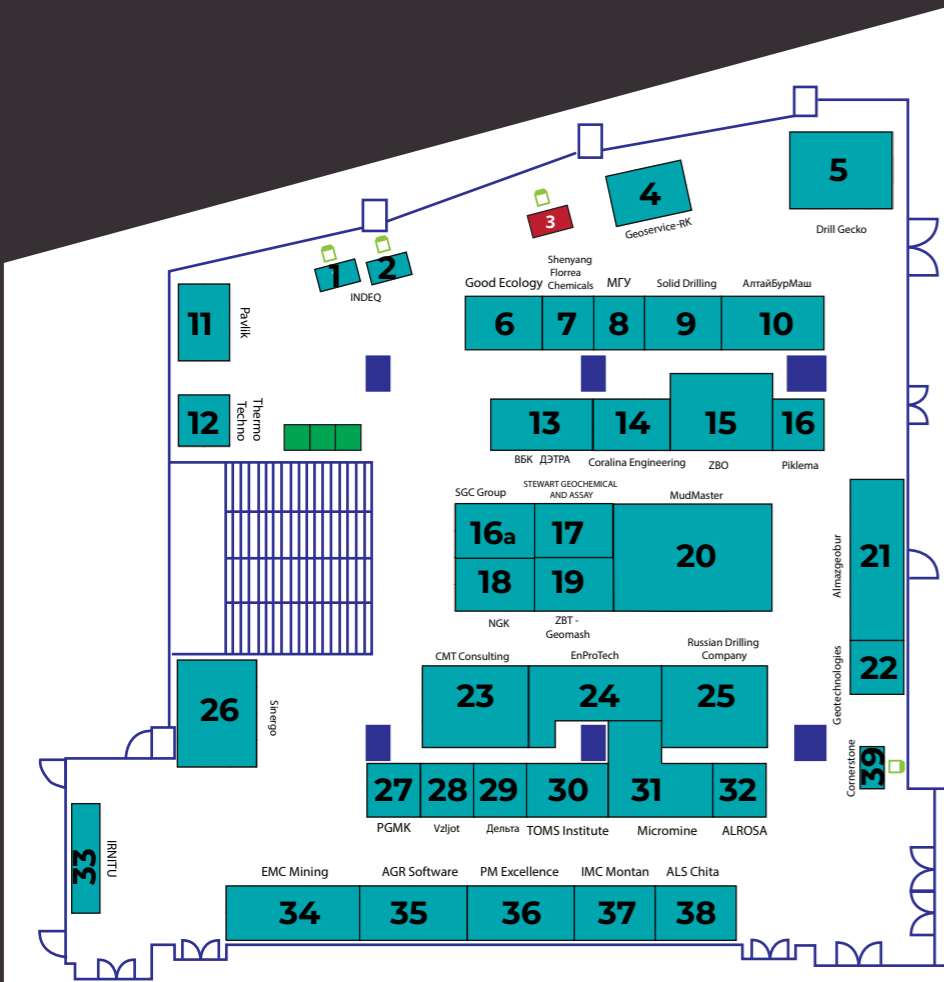 5
4
3
Geoservice-RK
Drill Gecko
1
2
INDEQ
Shenyang
Florrea
Chemicals
Good Ecology
МГУ
Solid Drilling
АлтайБурМаш
11
Pavlik
6
7
8
9
10
12
Thermo
Techno
13
14
15
16
ВБК ДЭТРА
Coralina Engineering
ZBO
Piklema
SGC Group
STEWART GEOCHEMICAL
AND ASSAY
MudMaster
16a
17
20
18
19
NGK
ZBT -
Geomash
21
Almazgeobur
22
Geotechnologies
CMT Consulting
EnProTech
Russian Drilling
Company
23
24
25
26
Sinergo
39
Cornerstone
27
28
29
30
31
32
PGMK
Vzljot
Дельта
TOMS Institute
Micromine
ALROSA
33
IRNITU
EMC Mining
AGR Software
PM Excellence
IMC Montan
ALS Chita
34
35
36
37
38